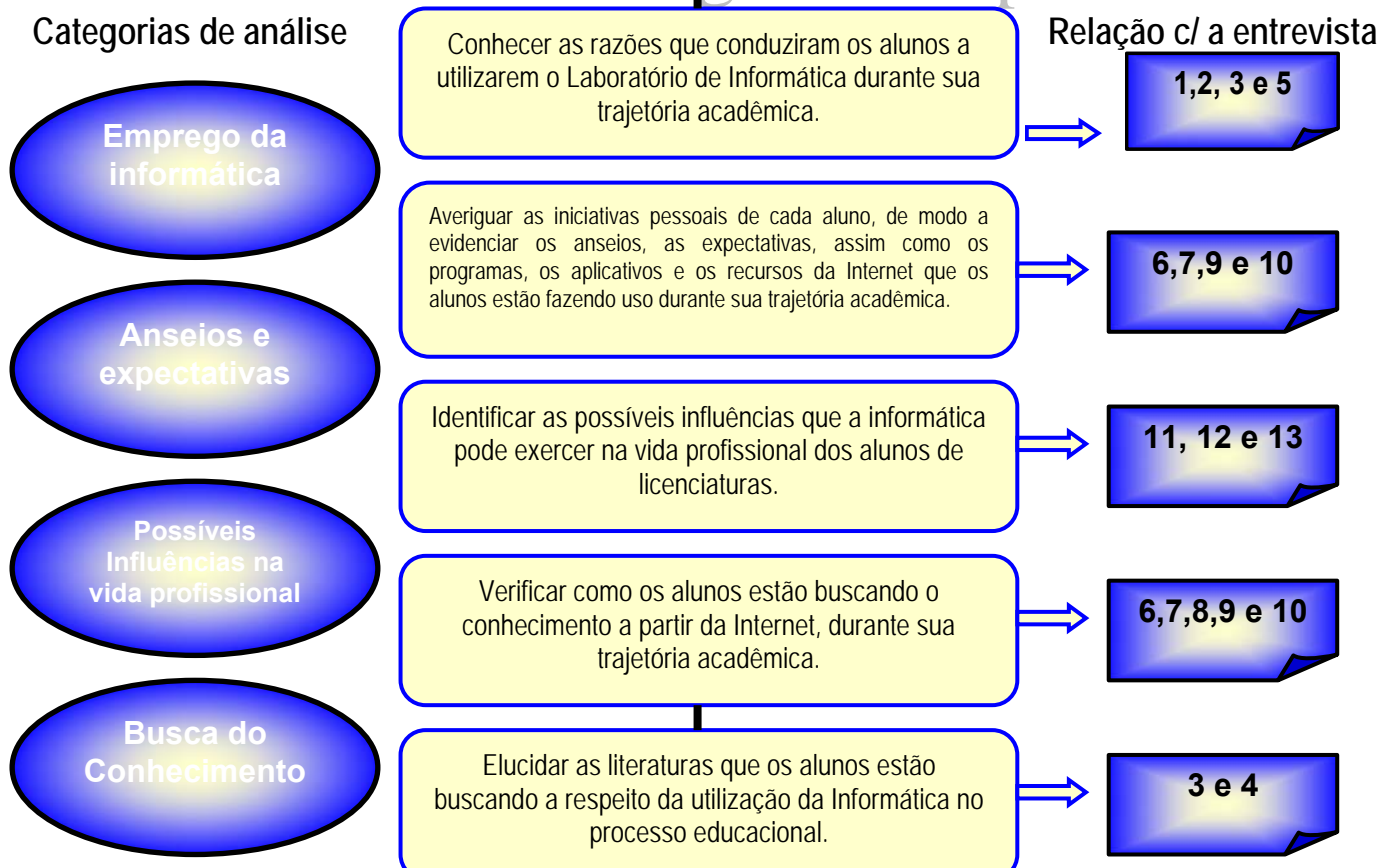 Categorias de análise
Emprego da
informática
Anseios e
expectativas
Possíveis
Influências na
vida profissional
Busca do
Conhecimento
Conhecer as razões que conduziram os alunos a
utilizarem o Laboratório de Informática durante sua
trajetória acadêmica.
Averiguar as iniciativas pessoais de cada aluno, de modo a
evidenciar os anseios, as expectativas, assim como os
programas, os aplicativos e os recursos da Internet que os
alunos estão fazendo uso durante sua trajetória acadêmica.
Identificar as possíveis influências que a informática
pode exercer na vida profissional dos alunos de
licenciaturas.
Verificar como os alunos estão buscando o
conhecimento a partir da Internet, durante sua
trajetória acadêmica.
Elucidar as literaturas que os alunos estão
buscando a respeito da utilização da Informática no
processo educacional.
Relação c/ a entrevista
1,2, 3 e 5
6,7,9 e 10
11, 12 e 13
6,7,8,9 e 10
3 e 4